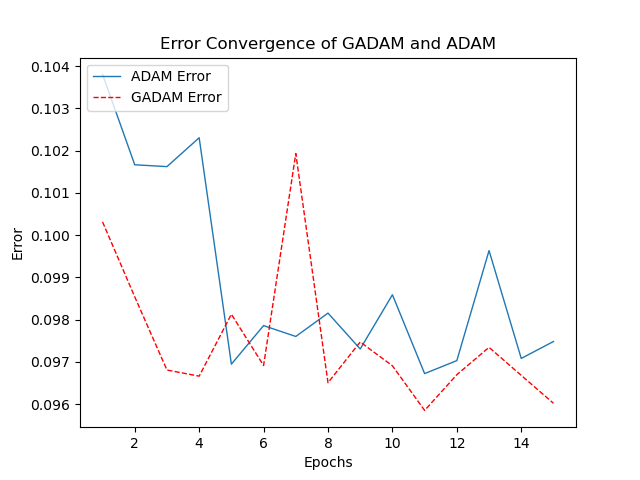 Error Convergence of GADAM and ADAM
ADAM Error
GADAM Error
Error
0.104
0.103
0.102
0.101
0.100
0.099
0.098
0.097
0.096
2 4 6 8 10 12 14
Epochs